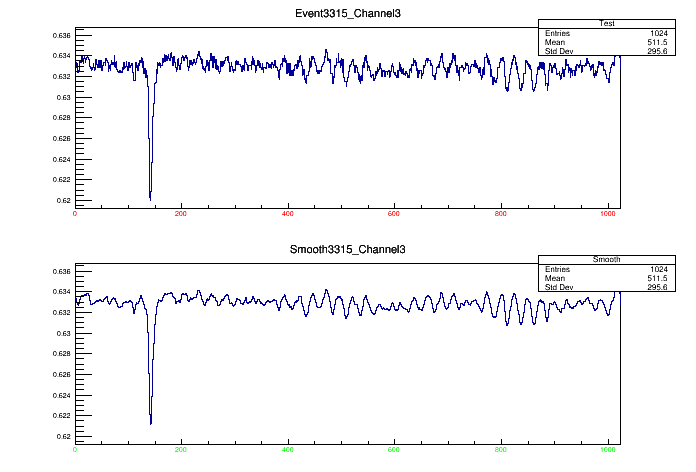 Event3315_Channel3
Test
Entries 1024
Mean 511.5
Std Dev 295.6
0.636
0.634
0.632
0.63
0.628
0.626
0.624
0.622
0.62
0 200 400 600 800 1000
Smooth3315_Channel3
Smooth
Entries 1024
Mean 511.5
Std Dev 295.6
0.636
0.634
0.632
0.63
0.628
0.626
0.624
0.622
0.62
0 200 400 600 800 1000